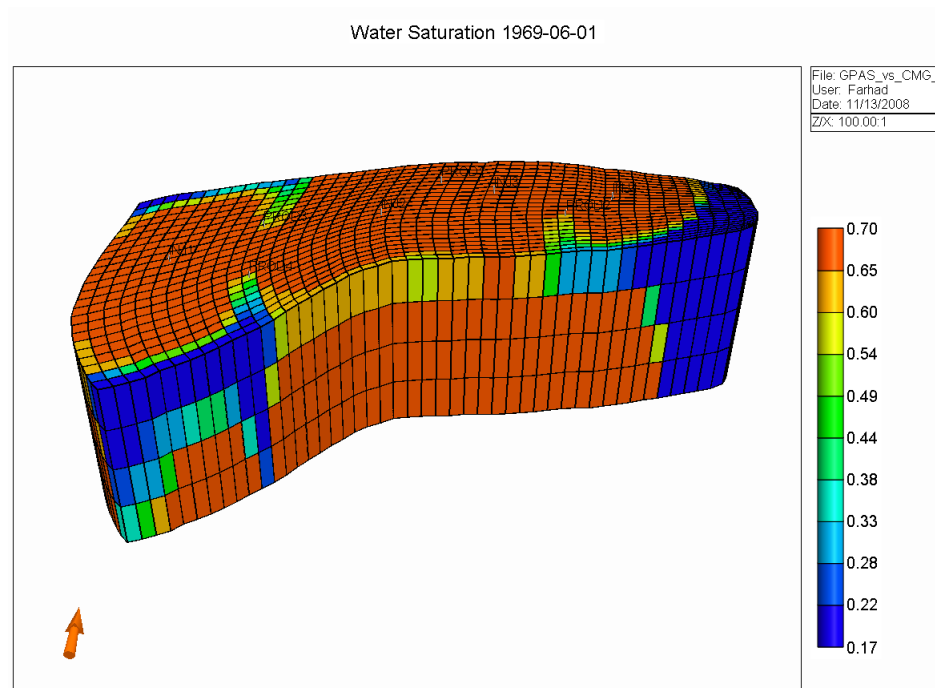 Water Saturation 1969-06-01
File: GPAS_vs_CMG_
User: Farhad
Date: 11/13/2008
Z/X: 100.00:1
0.70
0.65
0.60
0.54
0.49
0.44
0.38
0.33
0.28
0.22
0.17